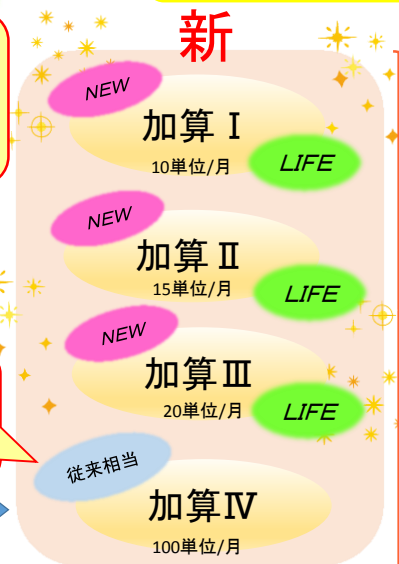 新
NEW
加算Ⅰ
10単位/月
LIFE
NEW
加算Ⅱ
15単位/月
LIFE
NEW
加算Ⅲ
20単位/月
LIFE
従来相当
加算Ⅳ
100単位/月